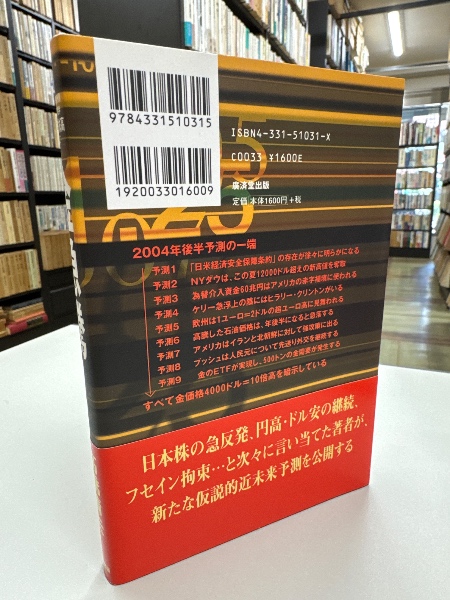 9784331510315
1920033016009
ISBN4-331-51031-X
C0033 ¥1600E
廣済堂出版
定価 本体1600円+税
2004年後半予測の一端
予測1 「日米経済安全保障条約」の存在が徐々に明らかになる
予測2 NYダウは、この夏12000ドル超えの新高値を奪取
予測3 為替介入資金60兆円はアメリカの赤字補填に使われる
予測4 ケリー急浮上の陰にはヒラリー・クリントンがいる
予測5 欧州は1ユーロ=2ドルの超ユーロ高に見舞われる
予測6 高騰した石油価格は、年後半になると急落する
予測7 アメリカはイランと北朝鮮に対して強攻策に出る
予測8 ブッシュは人民元について先送り外交を継続する
予測9 金のETFが実現し、500トンの金需要が発生する
すべて金価格4000ドル=10倍高を暗示している
日本株の急反発、円高・ドル安の継続、
フセイン拘束…と次々に言い当てた著者が、
新たな仮説的近未来予測を公開する